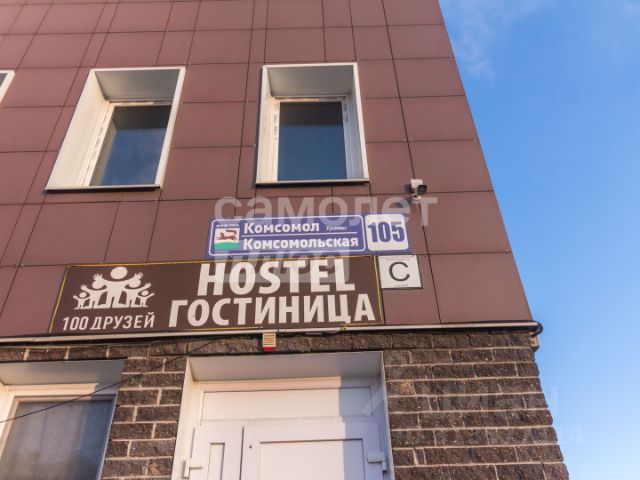 самолет
Комсомол урамы
Комсомольская
105
HOSTEL
ГОСТИНИЦА
100 ДРУЗЕЙ
С